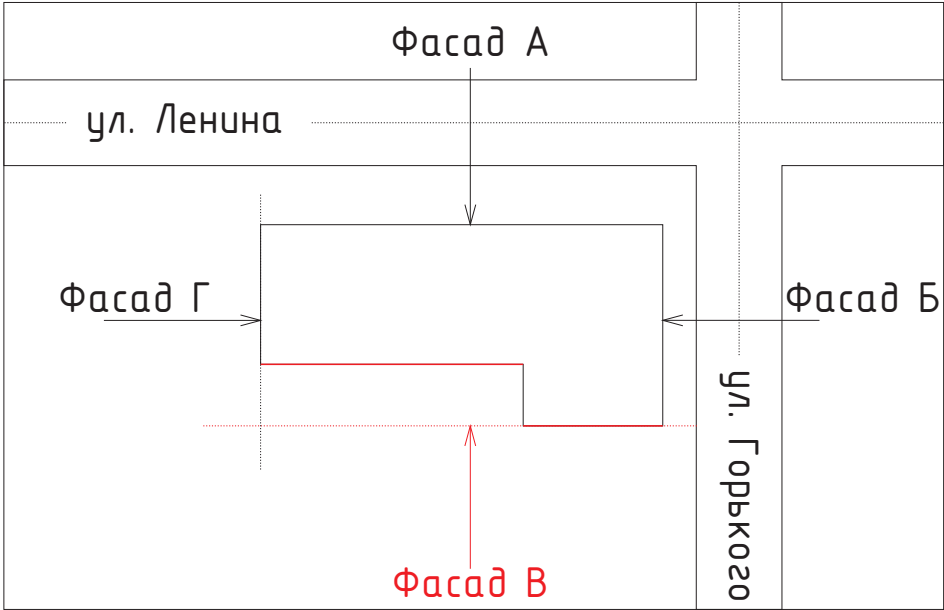 Фасад А
ул. Ленина
Фасад Г
Фасад Б
ул. Горького
Фасад В